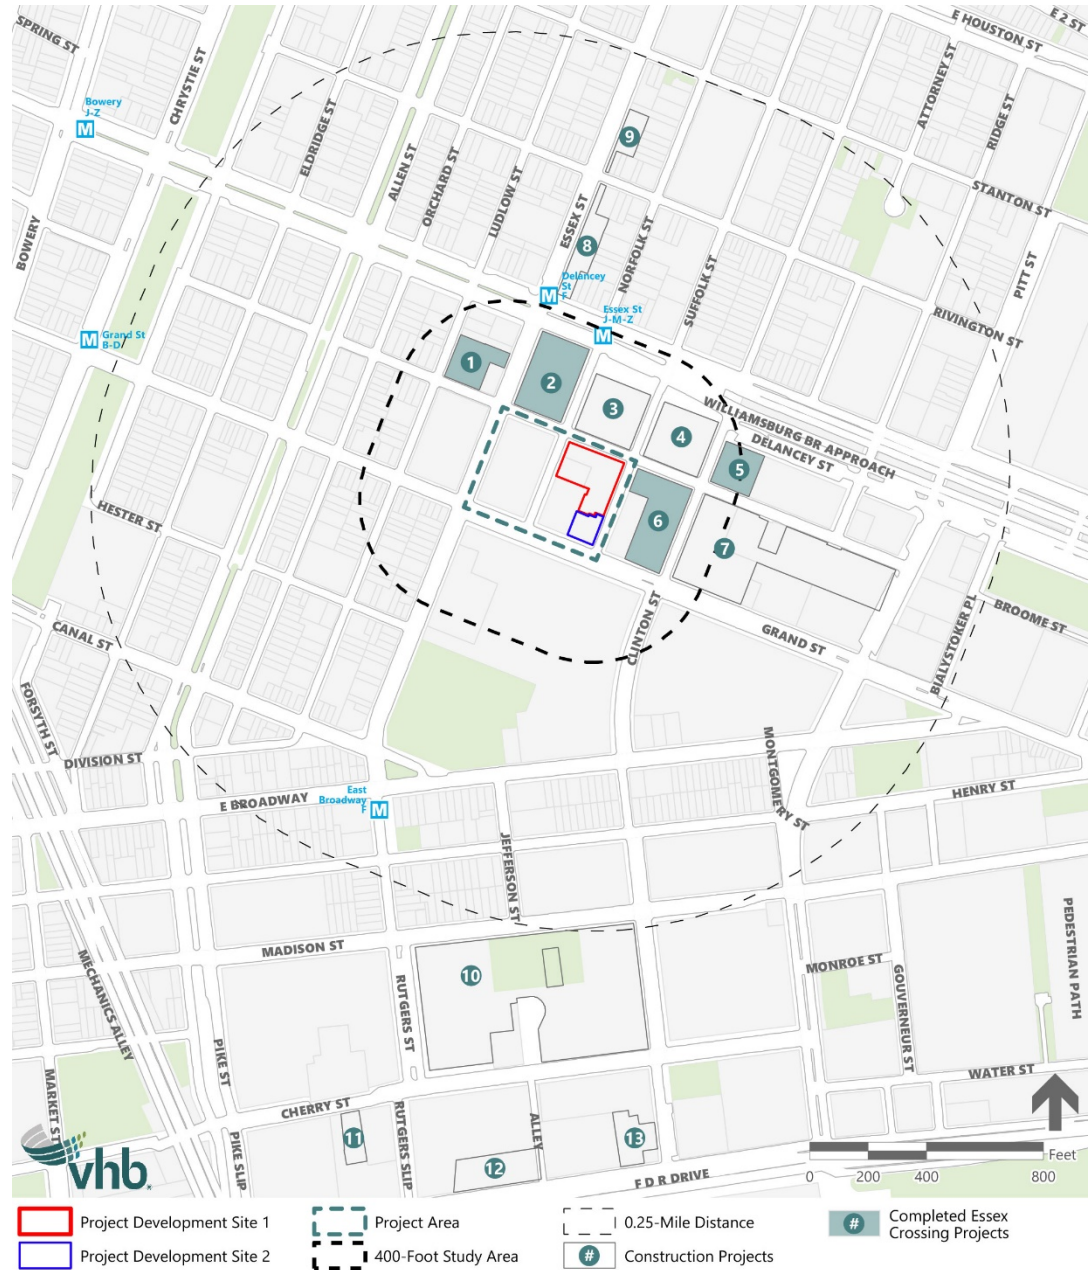 SPRING ST
CHRYSTIE ST
E HOUSTON ST
E 2 ST
Bowery
J-Z
M
ELDRIDGE ST
ALLEN ST
ORCHARD ST
LUDLOW ST
ESSEX ST
NORFOLK ST
SUFFOLK ST
ATTORNEY ST
RIDGE ST
STANTON ST
PITT ST
RIVINGTON ST
9
8
BOWERY
M
Grand St
B-D
M
Delancey
St
F
M
Essex St
J-M-Z
1
2
3
4
5
6
7
WILLIAMSBURG BR APPROACH
DELANCEY ST
HESTER ST
CANAL ST
CLINTON ST
GRAND ST
BROOME ST
BIALYSTOKER PL
FORSYTH ST
DIVISION ST
E BROADWAY
East
Broadway
F
M
MONTGOMERY ST
HENRY ST
JEFFERSON ST
MADISON ST
MECHANICS ALLEY
RUTGERS ST
10
MONROE ST
GOUVERNEUR ST
PEDESTRIAN PATH
PIKE ST
MARKET ST
CHERRY ST
WATER ST
11
12
13
PIKE SLIP
RUTGERS SLIP
ALLEY
F D R DRIVE
vhb.
Feet
0 200 400 800
Project Development Site 1
Project Development Site 2
Project Area
400-Foot Study Area
0.25-Mile Distance
# Construction Projects
# Completed Essex
Crossing Projects